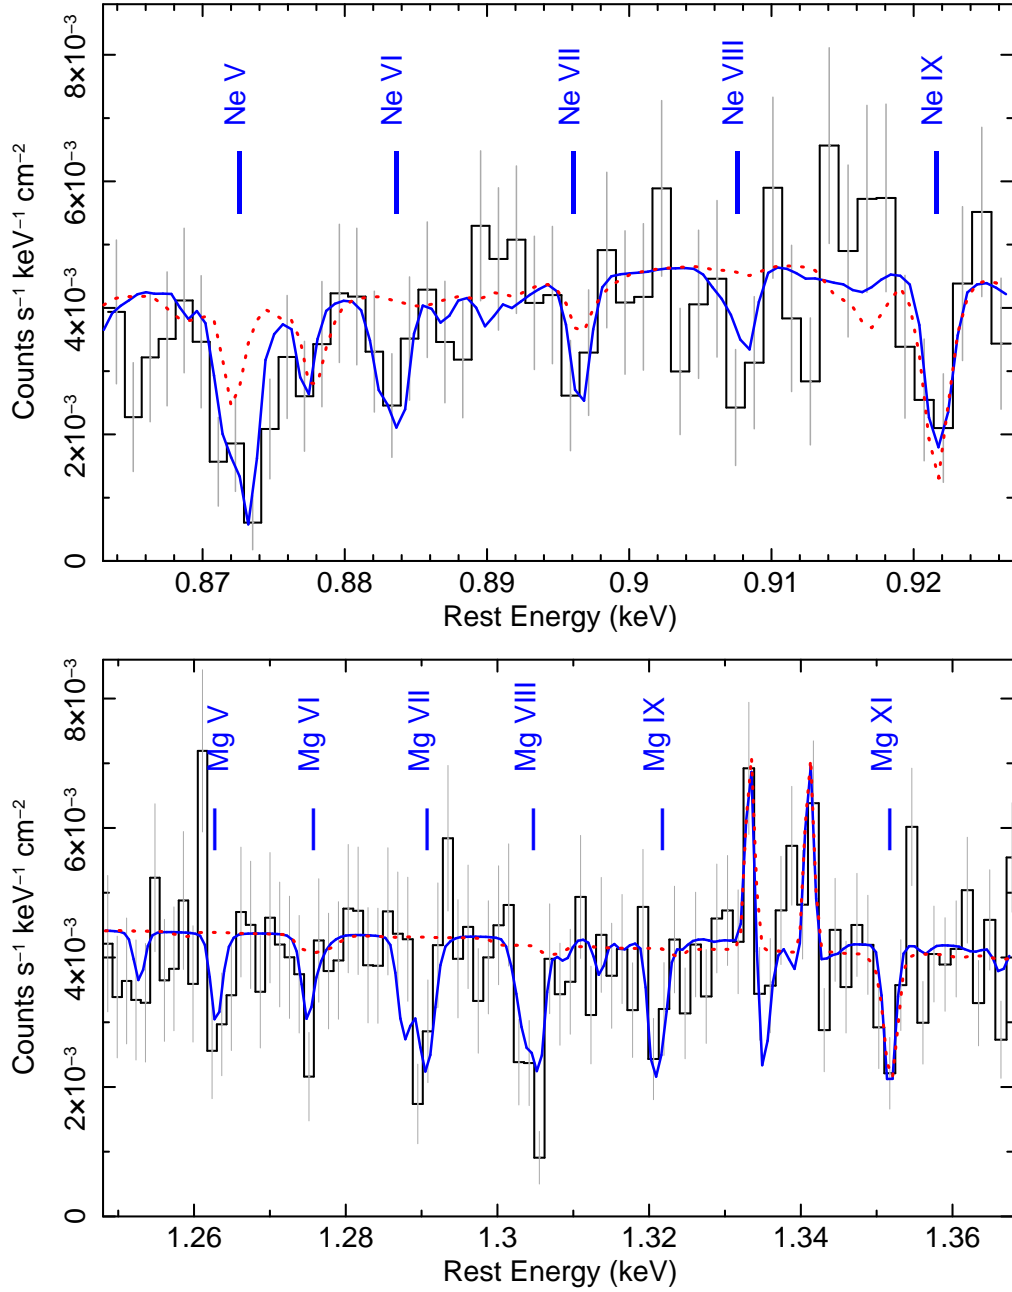 Ne V
Ne VI
Ne VII
Ne VIII
Ne IX
8×10⁻³
6×10⁻³
4×10⁻³
2×10⁻³
0
Counts s⁻¹ keV⁻¹ cm⁻²
0.87 0.88 0.89 0.9 0.91 0.92
Rest Energy (keV)
Mg V
Mg VI
Mg VII
Mg VIII
Mg IX
Mg XI
8×10⁻³
6×10⁻³
4×10⁻³
2×10⁻³
0
Counts s⁻¹ keV⁻¹ cm⁻²
1.26 1.28 1.3 1.32 1.34 1.36
Rest Energy (keV)